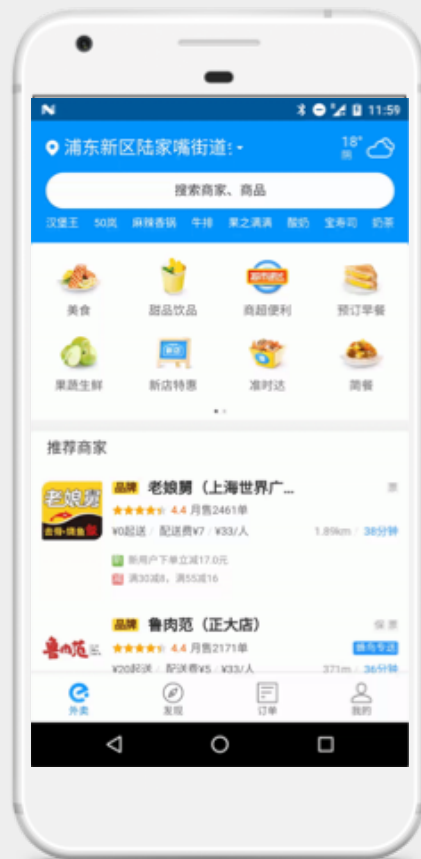 11:59
浦东新区陆家嘴街道
18°
搜索商家、商品
汉堡王 50岚 麻辣香锅 牛排 果之满满 酸奶 宝寿司 奶茶
美食 甜品饮品 商超便利 预订早餐
果蔬生鲜 新店特惠 准时达 简餐
推荐商家
老娘舅
品牌 老娘舅（上海世界广... 票
4.4 月售2461单
¥0起送 / 配送费¥7 / ¥33/人 1.89km / 38分钟
新用户下单立减17.0元
满30减8，满55减16
品牌 鲁肉范（正大店） 保 票
鲁肉范
4.4 月售2171单 蜂鸟专送
¥20起送 / 配送费¥5 / ¥33/人 371m / 36分钟
外卖 发现 订单 我的